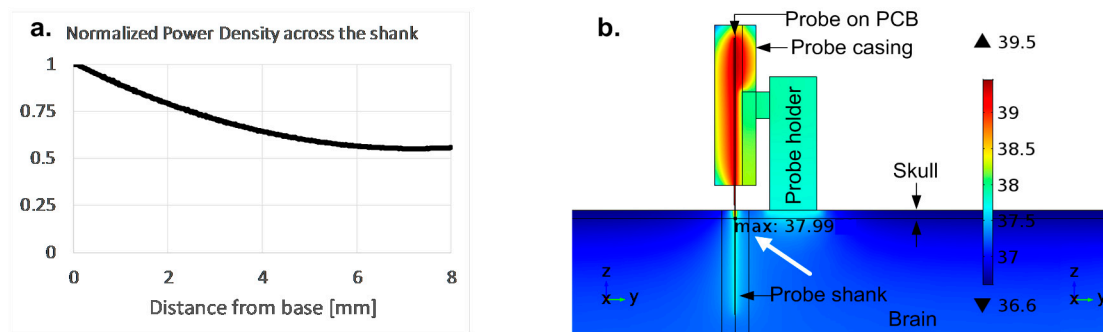 a.
Normalized Power Density across the shank
1
0.75
0.5
0.25
0
0
2
4
6
8
Distance from base [mm]
b.
Probe on PCB
Probe casing
Probe holder
Skull
max: 37.99
Probe shank
Brain
z
x
y
z
x
y
39.5
39
38.5
38
37.5
37
36.6